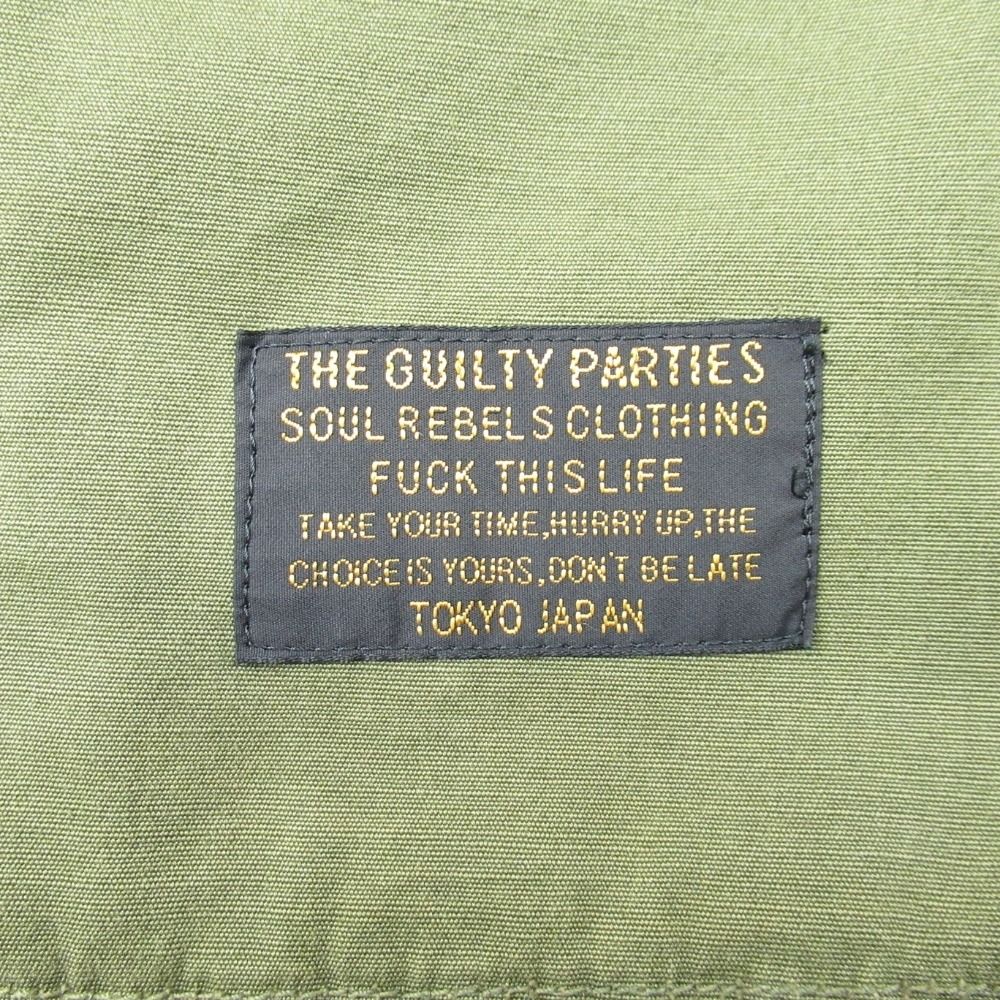 THE GUILTY PARTIES
SOUL REBELS CLOTHING
FUCK THIS LIFE
TAKE YOUR TIME,HURRY UP,THE
CHOICE IS YOURS,DON'T BE LATE
TOKYO JAPAN